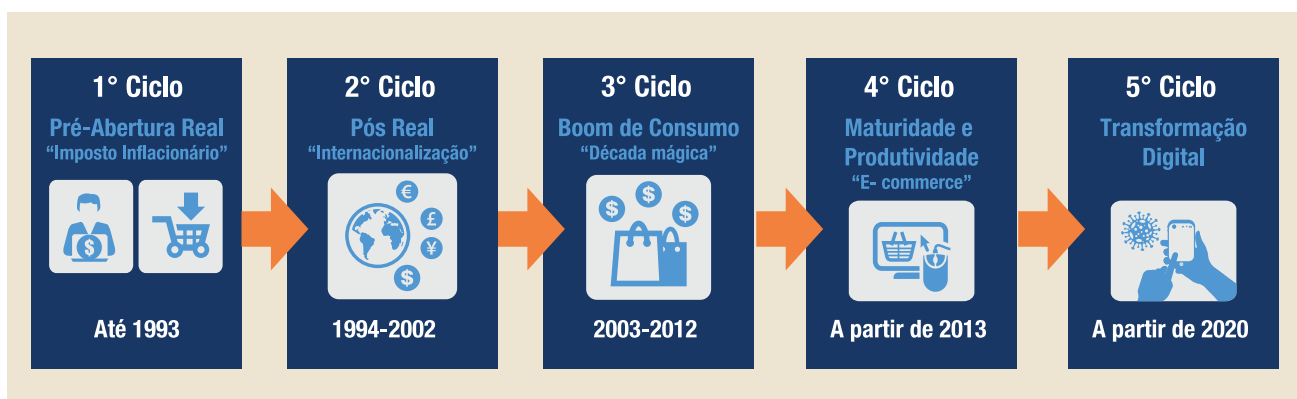 1° Ciclo
Pré-Abertura Real
“Imposto Inflacionário”
$
Até 1993
2° Ciclo
Pós Real
“Internacionalização”
€
£
¥
$
1994-2002
3° Ciclo
Boom de Consumo
“Década mágica”
$ $ $
2003-2012
4° Ciclo
Maturidade e
Produtividade
“E- commerce”
A partir de 2013
5° Ciclo
Transformação
Digital
A partir de 2020